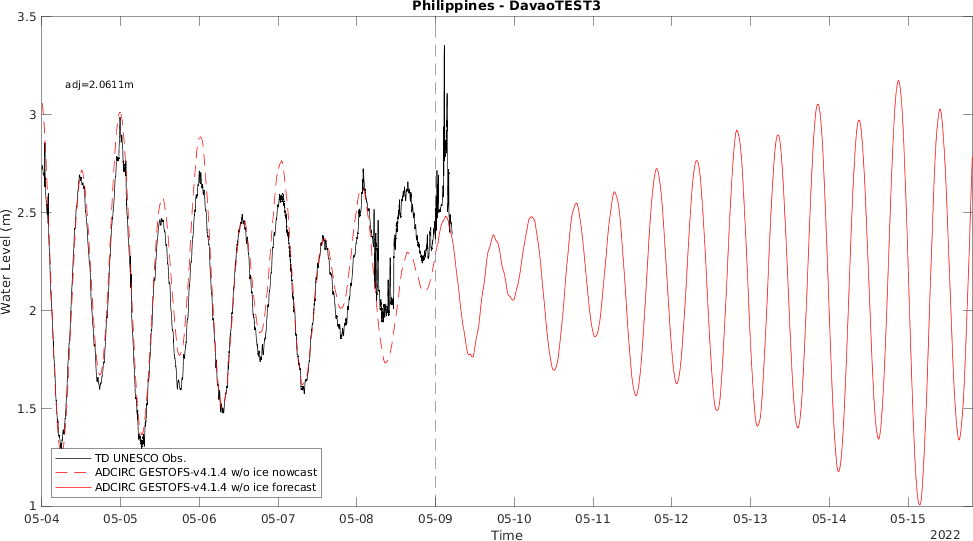 Philippines - DavaoTEST3
3.5
adj=2.0611m
3
2.5
Water Level (m)
2
1.5
TD UNESCO Obs.
ADCIRC GESTOFS-v4.1.4 w/o ice nowcast
ADCIRC GESTOFS-v4.1.4 w/o ice forecast
1
05-04 05-05 05-06 05-07 05-08 05-09 05-10 05-11 05-12 05-13 05-14 05-15
Time
2022